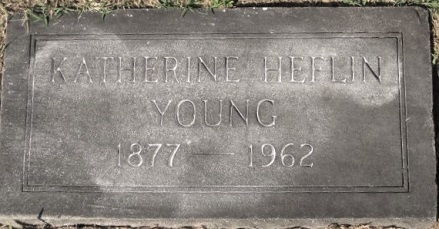 KATHERINE HEFLIN
YOUNG
1877 — 1962